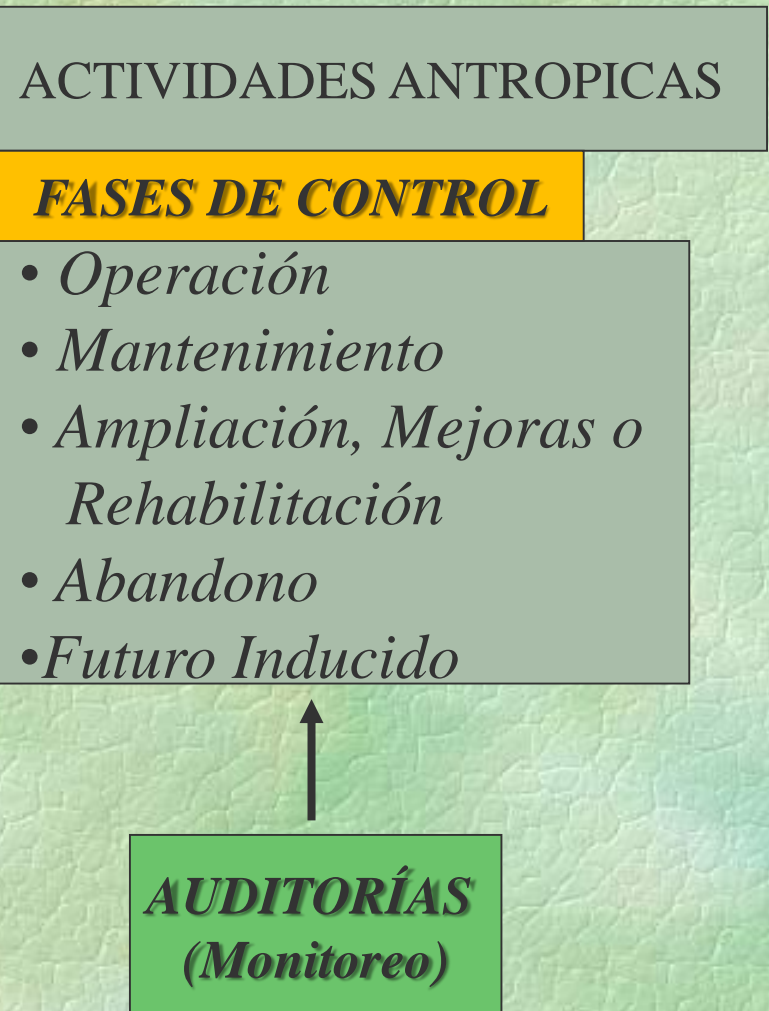 ACTIVIDADES ANTROPICAS
FASES DE CONTROL
• Operación
• Mantenimiento
• Ampliación, Mejoras o
Rehabilitación
• Abandono
•Futuro Inducido
AUDITORÍAS
(Monitoreo)